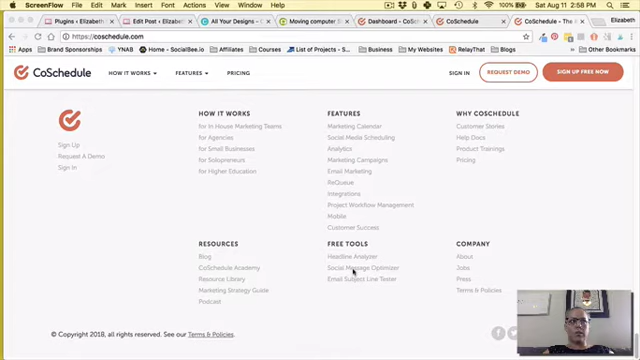 ScreenFlow File Edit Mark Insert Font Actions Arrange View Window Help
100% Sat Aug 11 2:58 PM
Plugins ‹ Elizabeth
Edit Post ‹ Elizabeth
All Your Designs - C
Moving computer
Dashboard - CoSch
CoSchedule
CoSchedule - The #
Elizabeth
https://coschedule.com
Brand Sponsorships
YNAB
Home - SocialBee.io
Courses
List of Projects – S...
Business
My Websites
RelayThat
Blogs
Other Bookmarks
CoSchedule
HOW IT WORKS
FEATURES
PRICING
SIGN IN
REQUEST DEMO
SIGN UP FREE NOW
Sign Up
Request A Demo
Sign In
HOW IT WORKS
for In House Marketing Teams
for Agencies
for Small Businesses
for Solopreneurs
for Higher Education
FEATURES
Marketing Calendar
Social Media Scheduling
Analytics
Marketing Campaigns
Email Marketing
ReQueue
Integrations
Project Workflow Management
Mobile
Customer Success
WHY COSCHEDULE
Customer Stories
Help Docs
Product Trainings
Pricing
RESOURCES
Blog
CoSchedule Academy
Resource Library
Marketing Strategy Guide
Podcast
FREE TOOLS
Headline Analyzer
Social Message Optimizer
Email Subject Line Tester
COMPANY
About
Jobs
Press
Terms & Policies
© Copyright 2018, all rights reserved. See our Terms & Policies.